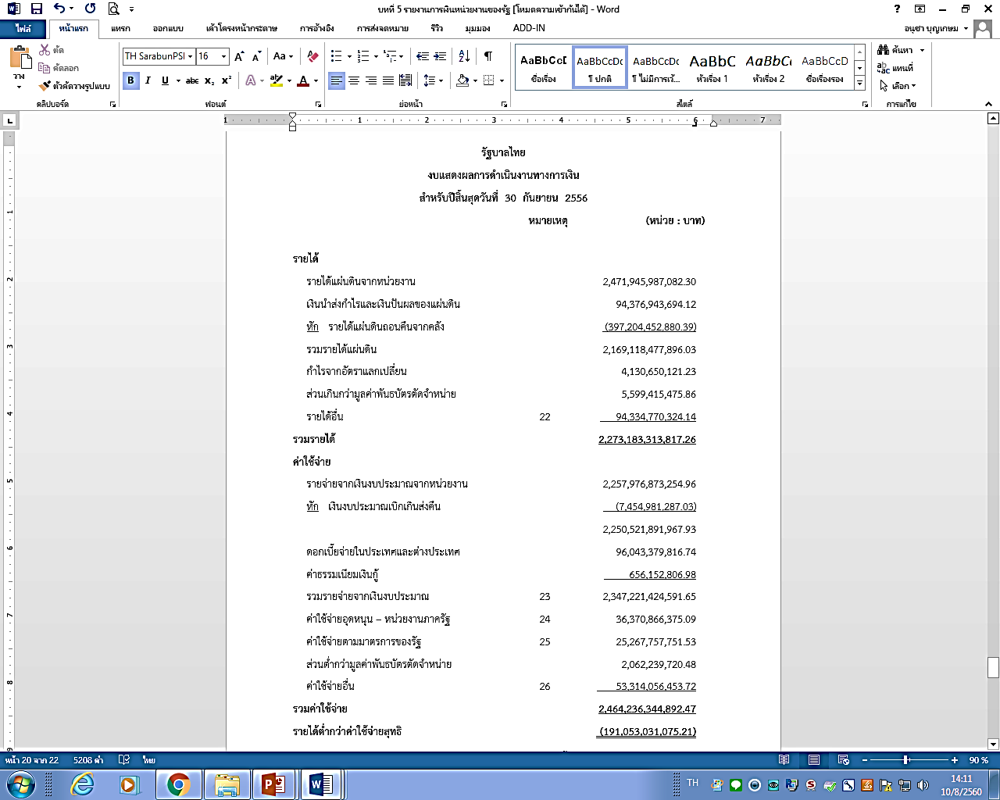 บทที่ 5 รายงานการเงินหน่วยงานของรัฐ [โหมดความเข้ากันได้] - Word
ไฟล์ หน้าแรก แทรก ออกแบบ เค้าโครงหน้ากระดาษ การอ้างอิง การส่งจดหมาย รีวิว มุมมอง ADD-IN อนุชา บุญเกษม
วาง
ตัด
คัดลอก
ตัวคัดวางรูปแบบ
คลิปบอร์ด
TH SarabunPSI 16
ฟอนต์
ย่อหน้า
AaBbCcI AaBbCcDc AaBbCcDc AaBbC AaBbC AaBbCcD
ชื่อเรื่อง ¶ ปกติ ¶ ไม่มีการเว้... หัวเรื่อง 1 หัวเรื่อง 2 ชื่อเรื่องรอง
สไตล์
ค้นหา
แทนที่
เลือก
การแก้ไข
1 1 2 3 4 5 6 7
รัฐบาลไทย
งบแสดงผลการดำเนินงานทางการเงิน
สำหรับปีสิ้นสุดวันที่ 30 กันยายน 2556
หมายเหตุ (หน่วย : บาท)
รายได้
รายได้แผ่นดินจากหน่วยงาน 2,471,945,987,082.30
เงินนำส่งกำไรและเงินปันผลของแผ่นดิน 94,376,943,694.12
หัก รายได้แผ่นดินถอนคืนจากคลัง (397,204,452,880.39)
รวมรายได้แผ่นดิน 2,169,118,477,896.03
กำไรจากอัตราแลกเปลี่ยน 4,130,650,121.23
ส่วนเกินกว่ามูลค่าพันธบัตรตัดจำหน่าย 5,599,415,475.86
รายได้อื่น 22 94,334,770,324.14
รวมรายได้ 2,273,183,313,817.26
ค่าใช้จ่าย
รายจ่ายจากเงินงบประมาณจากหน่วยงาน 2,257,976,873,254.96
หัก เงินงบประมาณเบิกเกินส่งคืน (7,454,981,287.03)
2,250,521,891,967.93
ดอกเบี้ยจ่ายในประเทศและต่างประเทศ 96,043,379,816.74
ค่าธรรมเนียมเงินกู้ 656,152,806.98
รวมรายจ่ายจากเงินงบประมาณ 23 2,347,221,424,591.65
ค่าใช้จ่ายอุดหนุน – หน่วยงานภาครัฐ 24 36,370,866,375.09
ค่าใช้จ่ายตามมาตรการของรัฐ 25 25,267,757,751.53
ส่วนต่ำกว่ามูลค่าพันธบัตรตัดจำหน่าย 2,062,239,720.48
ค่าใช้จ่ายอื่น 26 53,314,056,453.72
รวมค่าใช้จ่าย 2,464,236,344,892.47
รายได้ต่ำกว่าค่าใช้จ่ายสุทธิ (191,053,031,075.21)
หน้า 20 จาก 22 5208 คำ ไทย 90 %
TH 14:11
10/8/2560